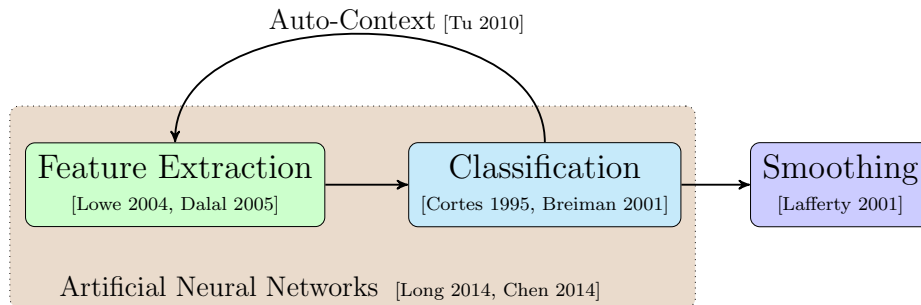 Auto-Context [Tu 2010]
Feature Extraction
[Lowe 2004, Dalal 2005]
Classification
[Cortes 1995, Breiman 2001]
Smoothing
[Lafferty 2001]
Artificial Neural Networks [Long 2014, Chen 2014]